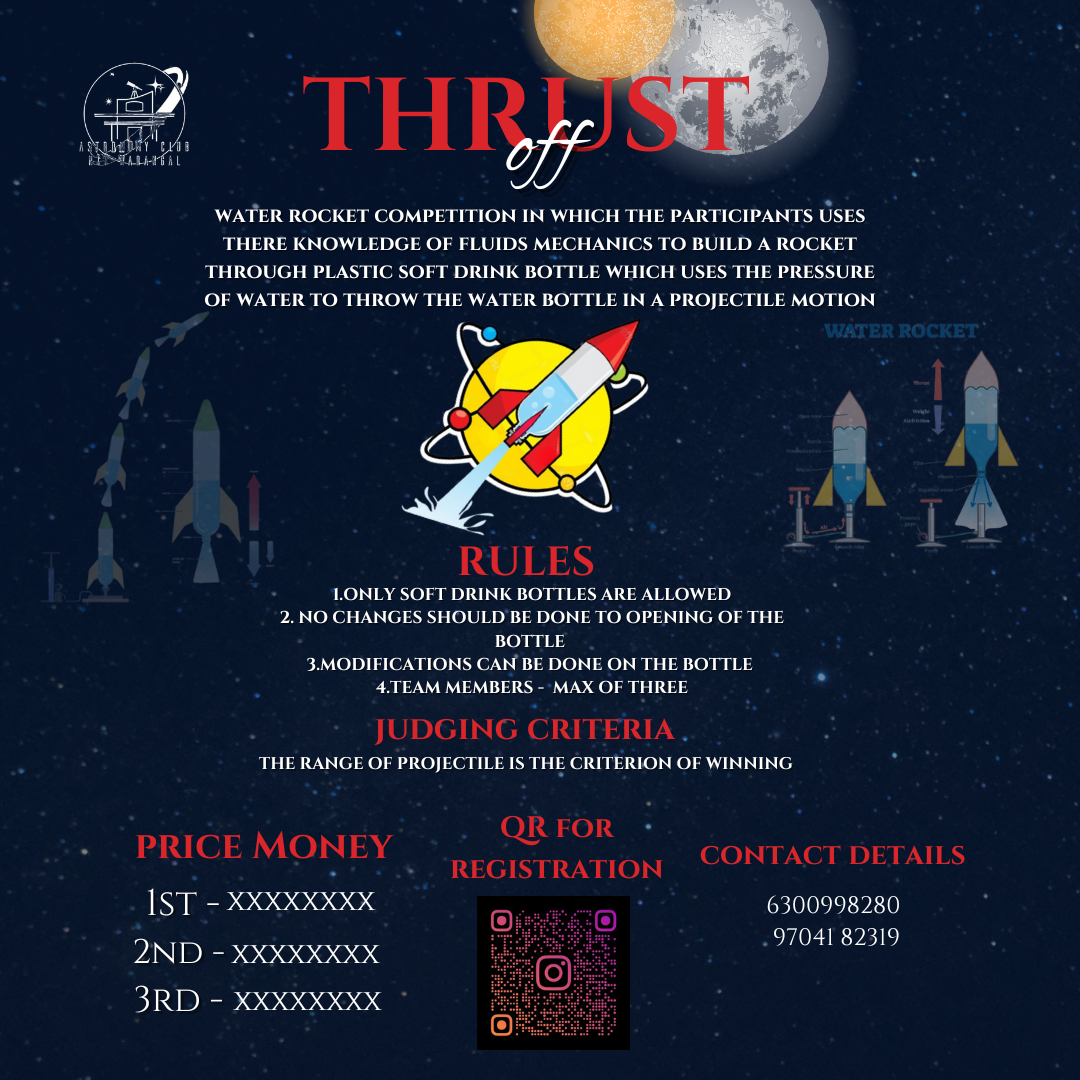 ASTRONOMY CLUB
THRUST
off
WATER ROCKET COMPETITION IN WHICH THE PARTICIPANTS USES
THERE KNOWLEDGE OF FLUIDS MECHANICS TO BUILD A ROCKET
THROUGH PLASTIC SOFT DRINK BOTTLE WHICH USES THE PRESSURE
OF WATER TO THROW THE WATER BOTTLE IN A PROJECTILE MOTION
WATER ROCKET
Thrust
Weight
RULES
1.ONLY SOFT DRINK BOTTLES ARE ALLOWED
2. NO CHANGES SHOULD BE DONE TO OPENING OF THE
BOTTLE
3.MODIFICATIONS CAN BE DONE ON THE BOTTLE
4.TEAM MEMBERS - MAX OF THREE
JUDGING CRITERIA
THE RANGE OF PROJECTILE IS THE CRITERION OF WINNING
PRICE MONEY
1ST - XXXXXXXX
2ND - XXXXXXXX
3RD - XXXXXXXX
QR FOR
REGISTRATION
CONTACT DETAILS
6300998280
97041 82319